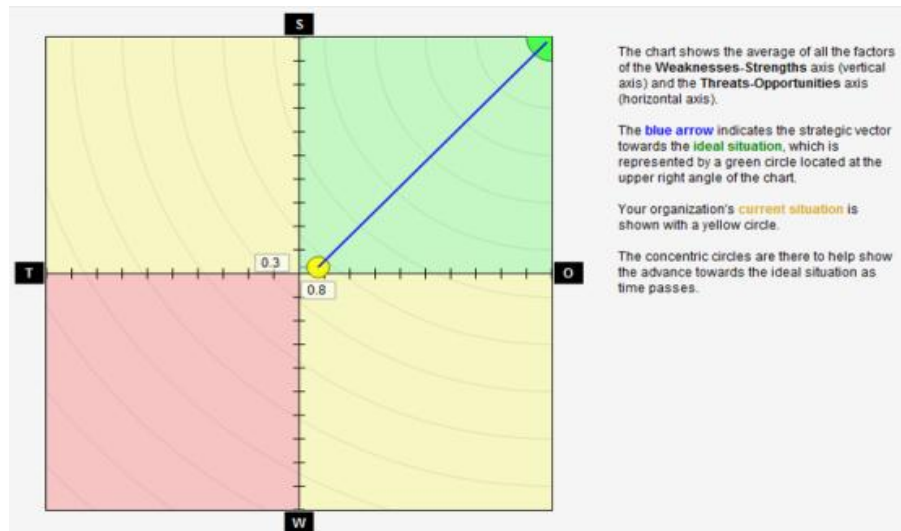 S
The chart shows the average of all the factors
of the Weaknesses-Strengths axis (vertical
axis) and the Threats-Opportunities axis
(horizontal axis).
The blue arrow indicates the strategic vector
towards the ideal situation, which is
represented by a green circle located at the
upper right angle of the chart.
Your organization's current situation is
shown with a yellow circle.
The concentric circles are there to help show
the advance towards the ideal situation as
time passes.
0.3
T
O
0.8
W